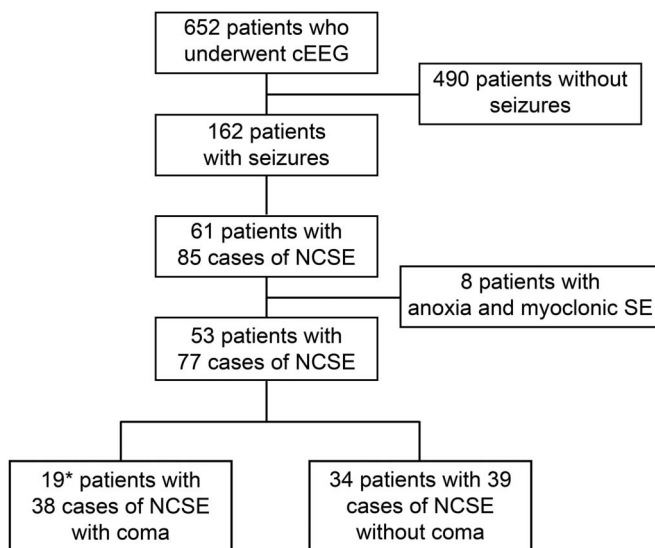 652 patients who
underwent cEEG
490 patients without
seizures
162 patients
with seizures
61 patients with
85 cases of NCSE
8 patients with
anoxia and myoclonic SE
53 patients with
77 cases of NCSE
19* patients with
38 cases of NCSE
with coma
34 patients with 39
cases of NCSE
without coma